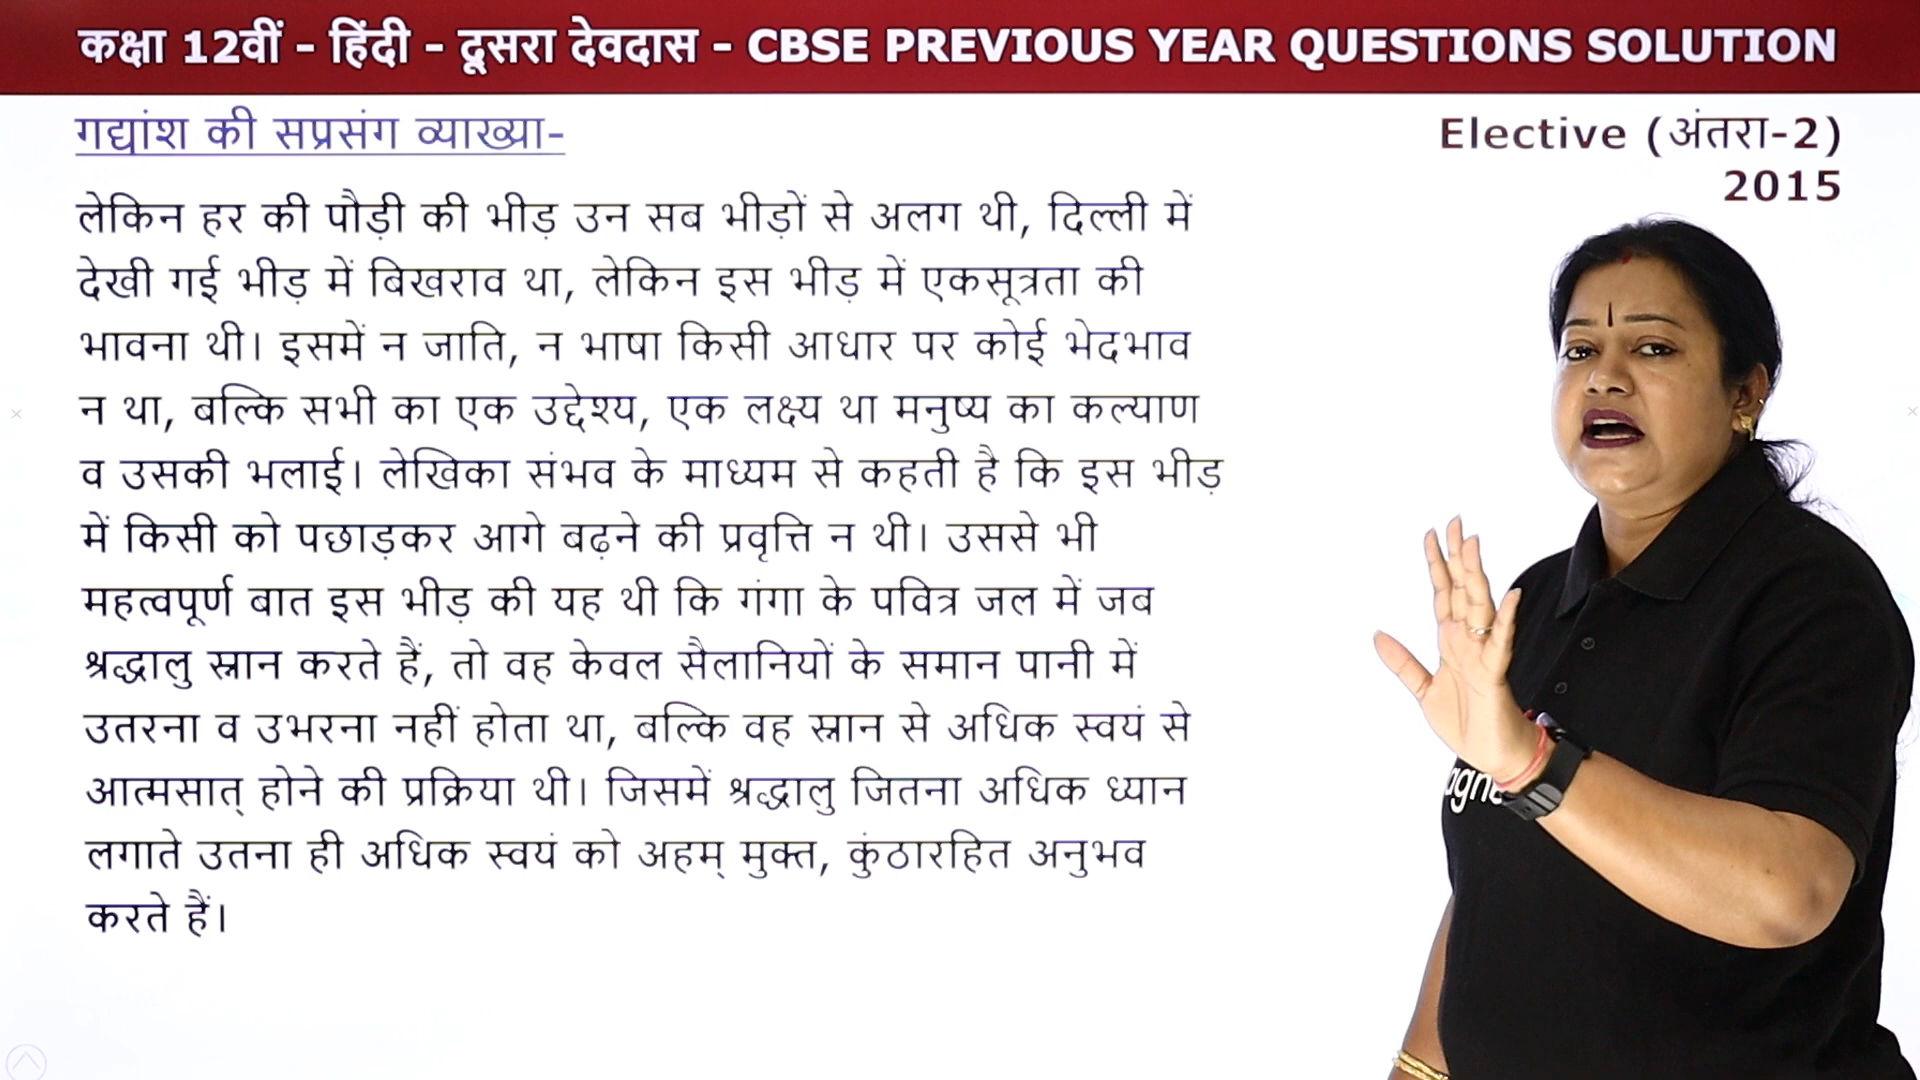 कक्षा 12वीं - हिंदी - दूसरा देवदास - CBSE PREVIOUS YEAR QUESTIONS SOLUTION
गद्यांश की सप्रसंग व्याख्या-
Elective (अंतरा-2)
2015
लेकिन हर की पौड़ी की भीड़ उन सब भीड़ों से अलग थी, दिल्ली में
देखी गई भीड़ में बिखराव था, लेकिन इस भीड़ में एकसूत्रता की
भावना थी। इसमें न जाति, न भाषा किसी आधार पर कोई भेदभाव
न था, बल्कि सभी का एक उद्देश्य, एक लक्ष्य था मनुष्य का कल्याण
व उसकी भलाई। लेखिका संभव के माध्यम से कहती है कि इस भीड़
में किसी को पछाड़कर आगे बढ़ने की प्रवृत्ति न थी। उससे भी
महत्वपूर्ण बात इस भीड़ की यह थी कि गंगा के पवित्र जल में जब
श्रद्धालु स्नान करते हैं, तो वह केवल सैलानियों के समान पानी में
उतरना व उभरना नहीं होता था, बल्कि वह स्नान से अधिक स्वयं से
आत्मसात् होने की प्रक्रिया थी। जिसमें श्रद्धालु जितना अधिक ध्यान
लगाते उतना ही अधिक स्वयं को अहम् मुक्त, कुंठारहित अनुभव
करते हैं।